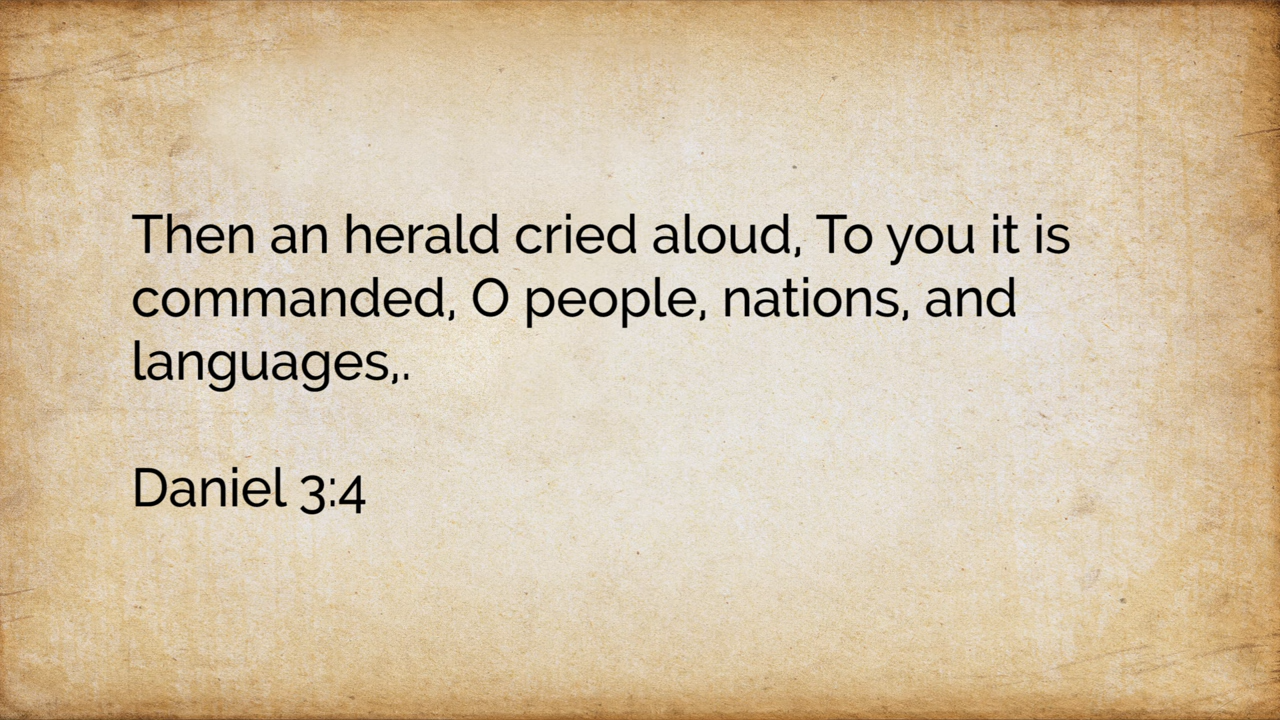 Then an herald cried aloud, To you it is
commanded, O people, nations, and
languages,.
Daniel 3:4